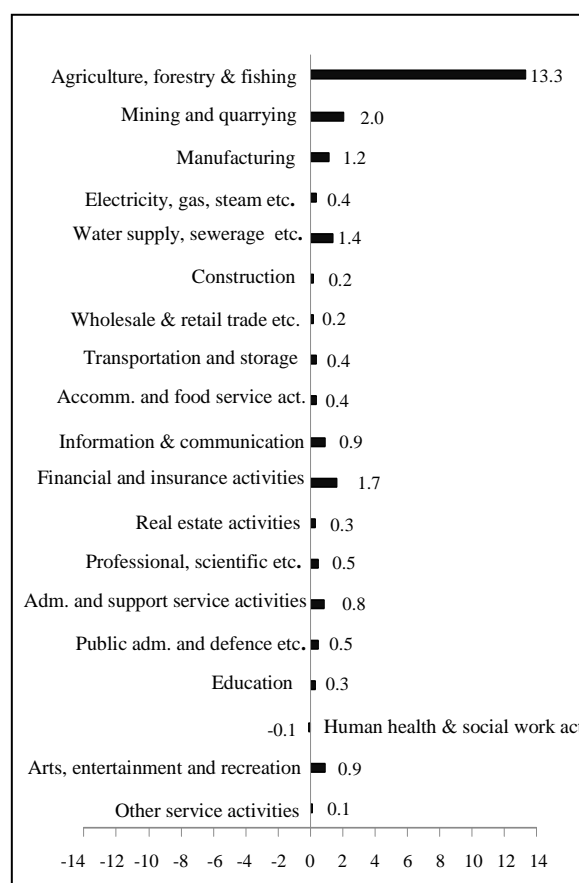 Agriculture, forestry & fishing 13.3
Mining and quarrying 2.0
Manufacturing 1.2
Electricity, gas, steam etc. 0.4
Water supply, sewerage etc. 1.4
Construction 0.2
Wholesale & retail trade etc. 0.2
Transportation and storage 0.4
Accomm. and food service act. 0.4
Information & communication 0.9
Financial and insurance activities 1.7
Real estate activities 0.3
Professional, scientific etc. 0.5
Adm. and support service activities 0.8
Public adm. and defence etc. 0.5
Education 0.3
-0.1 Human health & social work act
Arts, entertainment and recreation 0.9
Other service activities 0.1
-14 -12 -10 -8 -6 -4 -2 0 2 4 6 8 10 12 14